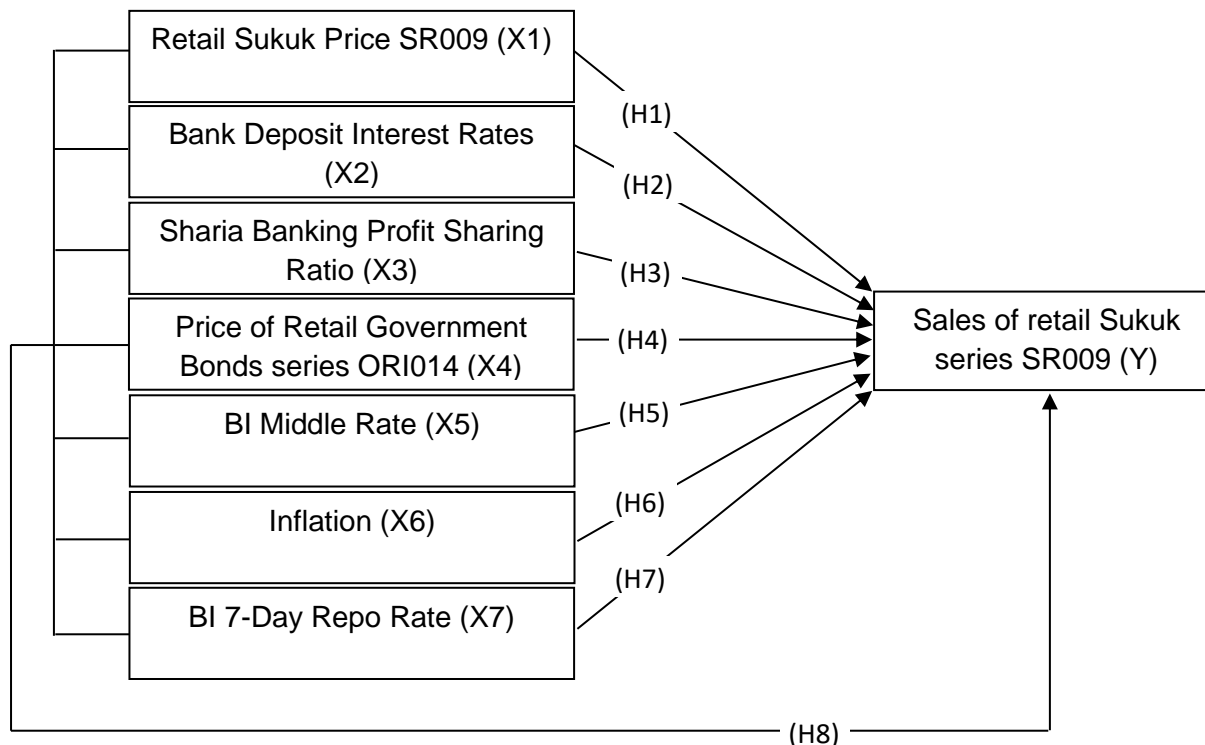 Retail Sukuk Price SR009 (X1)
(H1)
Bank Deposit Interest Rates
(X2)
(H2)
Sharia Banking Profit Sharing
Ratio (X3)
(H3)
Price of Retail Government
Bonds series ORI014 (X4)
(H4)
Sales of retail Sukuk
series SR009 (Y)
BI Middle Rate (X5)
(H5)
Inflation (X6)
(H6)
BI 7-Day Repo Rate (X7)
(H7)
(H8)